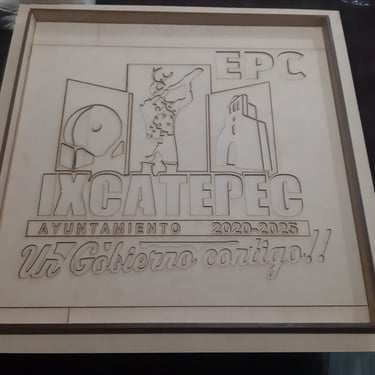 EPC
IXCATEPEC
AYUNTAMIENTO 2020-2025
Un Gobierno contigo!!